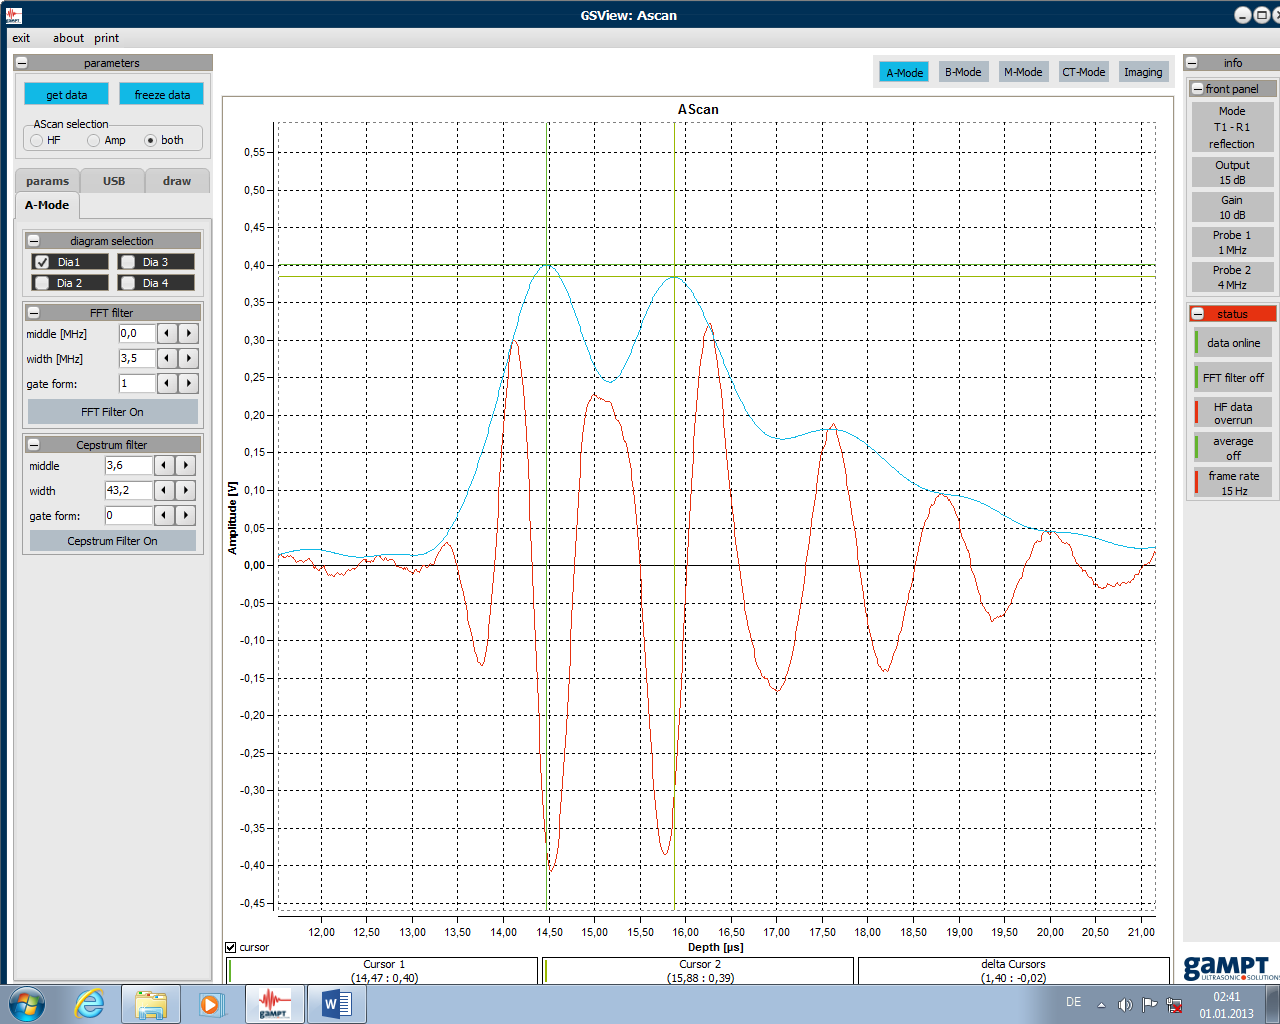 GSView: Ascan
exit about print
parameters
get data freeze data
AScan selection
HF Amp both
params USB draw
A-Mode
diagram selection
Dia1 Dia 3
Dia 2 Dia 4
FFT filter
middle [MHz] 0,0
width [MHz] 3,5
gate form: 1
FFT Filter On
Cepstrum filter
middle 3,6
width 43,2
gate form: 0
Cepstrum Filter On
A-Mode B-Mode M-Mode CT-Mode Imaging
AScan
0,55
0,50
0,45
0,40
0,35
0,30
0,25
0,20
0,15
0,10
0,05
0,00
-0,05
-0,10
-0,15
-0,20
-0,25
-0,30
-0,35
-0,40
-0,45
Amplitude [V]
12,00 12,50 13,00 13,50 14,00 14,50 15,00 15,50 16,00 16,50 17,00 17,50 18,00 18,50 19,00 19,50 20,00 20,50 21,00
Depth [µs]
cursor
Cursor 1
(14,47 : 0,40)
Cursor 2
(15,88 : 0,39)
delta Cursors
(1,40 : -0,02)
info
front panel
Mode
T1 - R1
reflection
Output
15 dB
Gain
10 dB
Probe 1
1 MHz
Probe 2
4 MHz
status
data online
FFT filter off
HF data
overrun
average
off
frame rate
15 Hz
gAMPT
ULTRASONIC SOLUTIONS
gAMPT
DE
02:41
01.01.2013